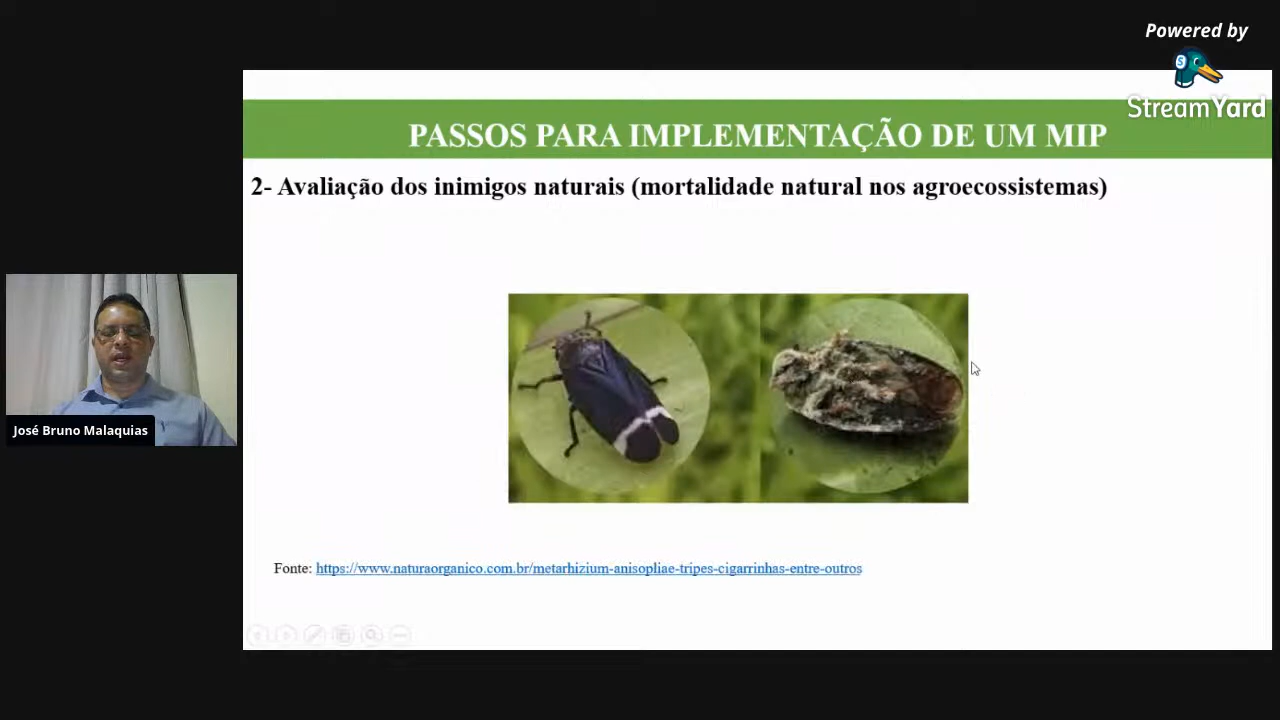 Powered by
StreamYard
PASSOS PARA IMPLEMENTAÇÃO DE UM MIP
2- Avaliação dos inimigos naturais (mortalidade natural nos agroecossistemas)
José Bruno Malaquias
Fonte: https://www.naturaorganico.com.br/metarhizium-anisopliae-tripes-cigarrinhas-entre-outros